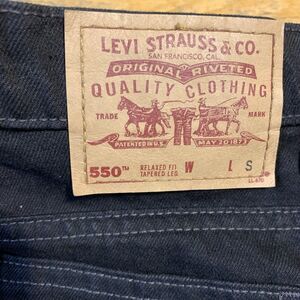 LEVI STRAUSS & CO.
SAN FRANCISCO, CAL.
ORIGINAL RIVETED
QUALITY CLOTHING
TRADE MARK
PATENTED IN U.S. MAY 20 1873
550™ RELAXED FIT W L S
TAPERED LEG